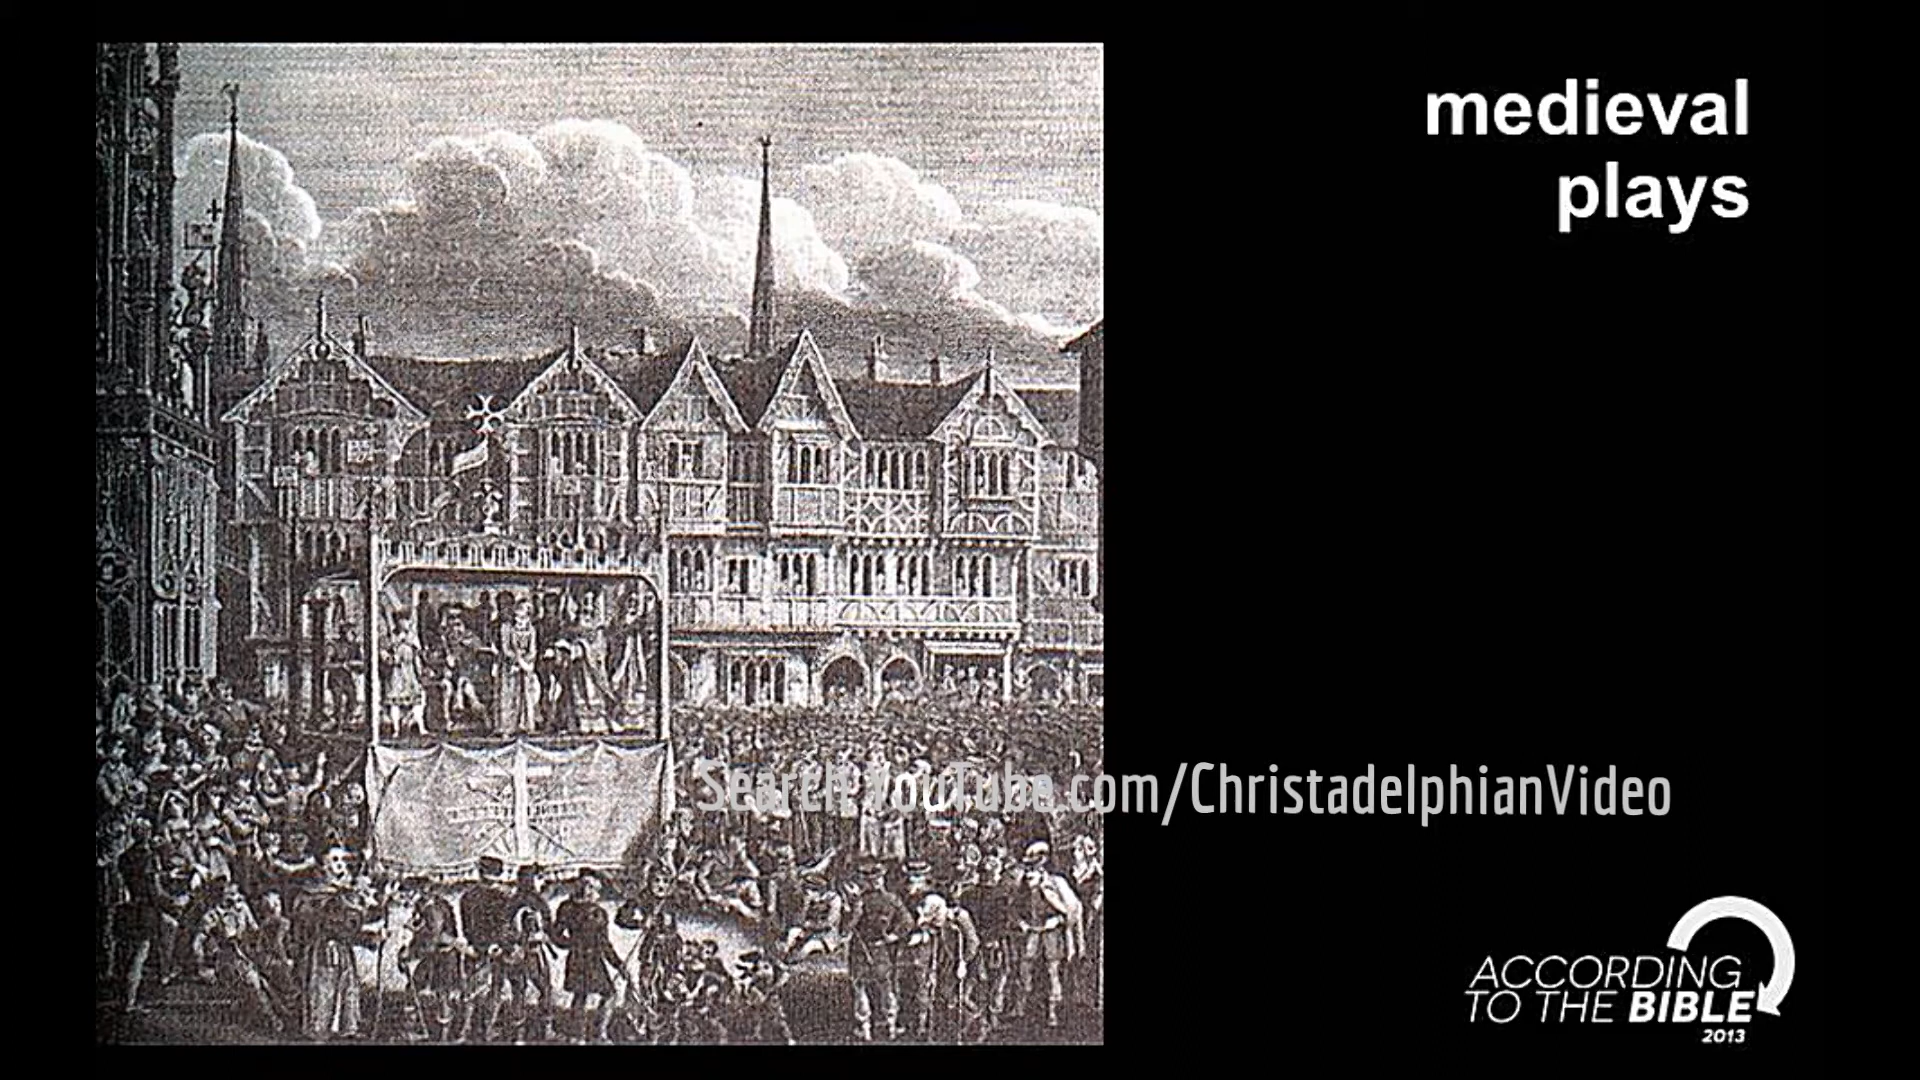 medieval
plays
Search YouTube.com/ChristadelphianVideo
ACCORDING
TO THE BIBLE
2013